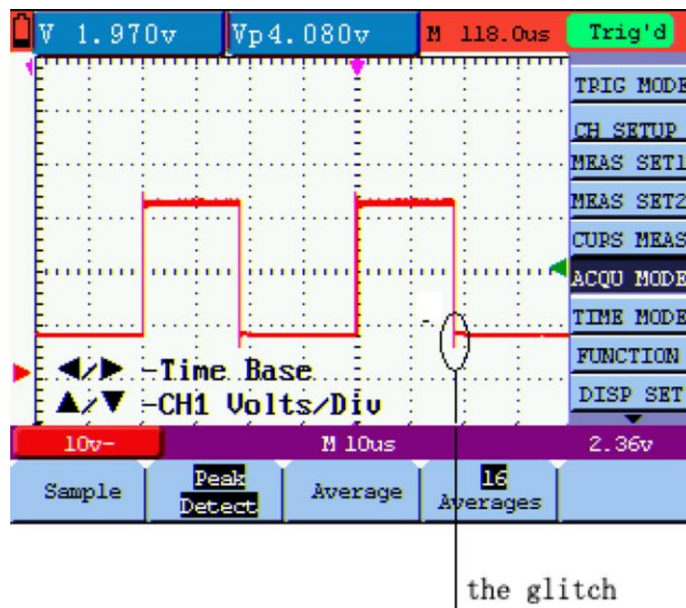 V 1.970v Vp4.080v M 118.0us Trig'd
TRIG MODE
CH SETUP
MEAS SET1
MEAS SET2
CURS MEAS
ACQU MODE
TIME MODE
FUNCTION
DISP SET
◀/▶ -Time Base
▲/▼ -CH1 Volts/Div
10v- M 10us 2.36v
Sample Peak Detect Average 16 Averages
the glitch